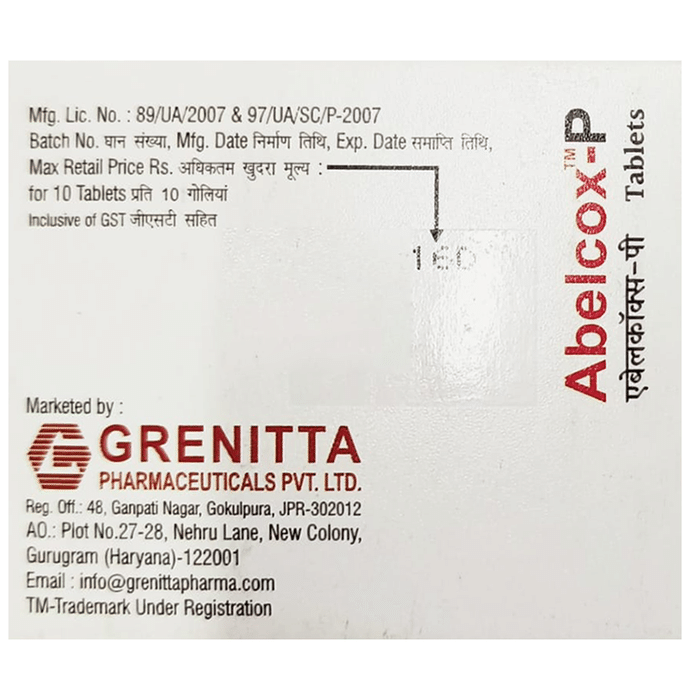 Mfg. Lic. No. : 89/UA/2007 & 97/UA/SC/P-2007
Batch No. घान संख्या, Mfg. Date निर्माण तिथि, Exp. Date समाप्ति तिथि,
Max Retail Price Rs. अधिकतम खुदरा मूल्य :
for 10 Tablets प्रति 10 गोलियां
Inclusive of GST जीएसटी सहित
Marketed by :
GRENITTA
PHARMACEUTICALS PVT. LTD.
Reg. Off.: 48, Ganpati Nagar, Gokulpura, JPR-302012
AO.: Plot No.27-28, Nehru Lane, New Colony,
Gurugram (Haryana)-122001
Email : info@grenittapharma.com
TM-Trademark Under Registration
Abelcox™-P
एबेलकॉक्स-पी Tablets